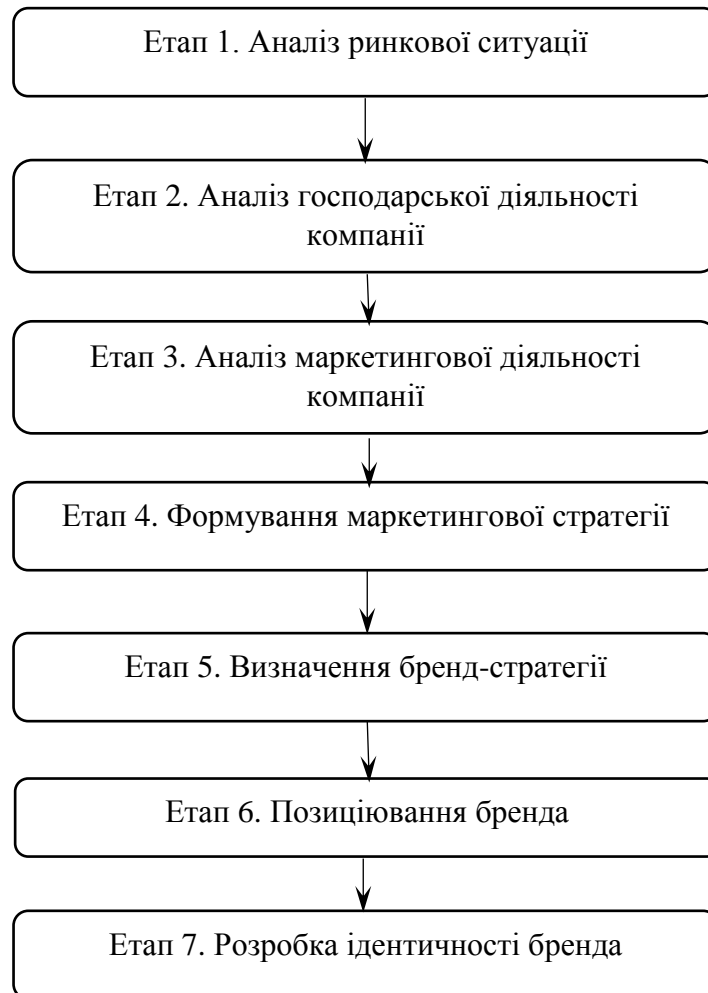 Етап 1. Аналіз ринкової ситуації
Етап 2. Аналіз господарської діяльності
компанії
Етап 3. Аналіз маркетингової діяльності
компанії
Етап 4. Формування маркетингової стратегії
Етап 5. Визначення бренд-стратегії
Етап 6. Позиціювання бренда
Етап 7. Розробка ідентичності бренда